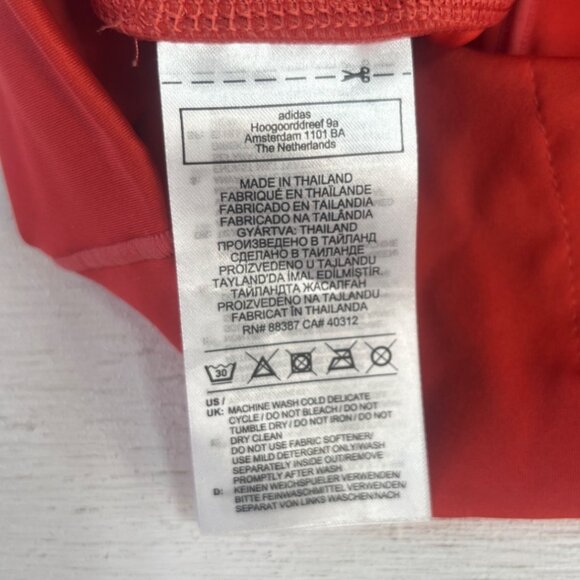 adidas
Hoogoorddreef 9a
Amsterdam 1101 BA
The Netherlands
MADE IN THAILAND
FABRIQUÉ EN THAÏLANDE
FABRICADO EN TAILANDIA
FABRICADO NA TAILÂNDIA
GYÁRTVA: THAILAND
ПРОИЗВЕДЕНО В ТАЙЛАНД
СДЕЛАНО В ТАИЛАНДЕ
PROIZVEDENO U TAJLANDU
TAYLAND'DA İMAL EDİLMİŞTİR
ТАЙЛАНДТА ЖАСАЛҒАН
PROIZVEDENO NA TAJLANDU
FABRICAT ÎN THAILANDA
RN# 88387 CA# 40312
30
US /
UK: MACHINE WASH COLD DELICATE
CYCLE / DO NOT BLEACH / DO NOT
TUMBLE DRY / DO NOT IRON / DO NOT
DRY CLEAN
DO NOT USE FABRIC SOFTENER/
USE MILD DETERGENT ONLY/WASH
SEPARATELY INSIDE OUT/REMOVE
PROMPTLY AFTER WASH
D: KEINEN WEICHSPUELER VERWENDEN/
BITTE FEINWASCHMITTEL VERWENDEN/
SEPARAT VON LINKS WASCHEN/NACH